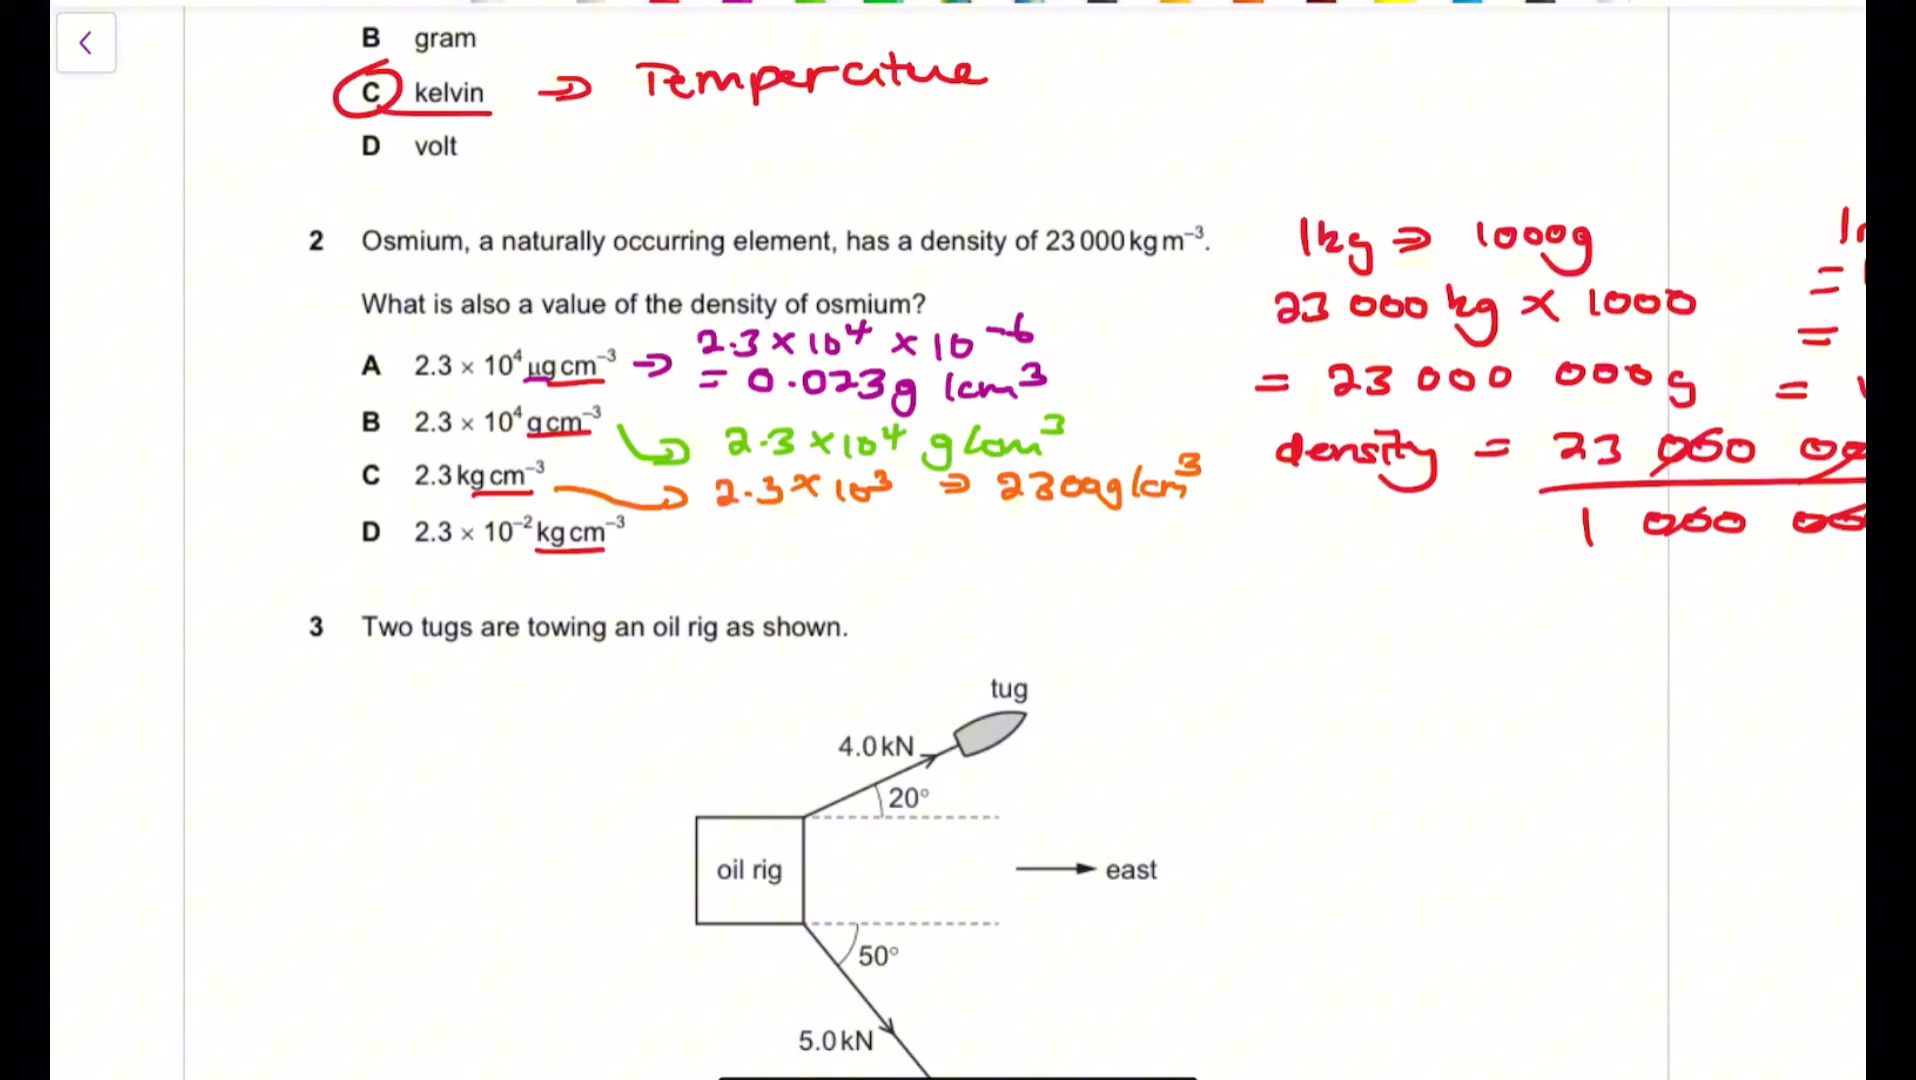 B gram
C kelvin ⇒ Temperature
D volt
2 Osmium, a naturally occurring element, has a density of 23 000 kg m⁻³.
What is also a value of the density of osmium?
A 2.3 × 10⁴ µg cm⁻³ → 2.3 × 10⁴ × 10⁻⁶
= 0.023g /cm³
B 2.3 × 10⁴ g cm⁻³ → 2.3 × 10⁴ g/cm³
C 2.3 kg cm⁻³ → 2.3 × 10³ ⇒ 2300g/cm³
D 2.3 × 10⁻² kg cm⁻³
1kg ⇒ 1000g
23 000 kg × 1000
= 23 000 000g
density = 23 000 00
1 000 00
=
=
=
3 Two tugs are towing an oil rig as shown.
tug
4.0 kN
20°
oil rig
east
50°
5.0 kN